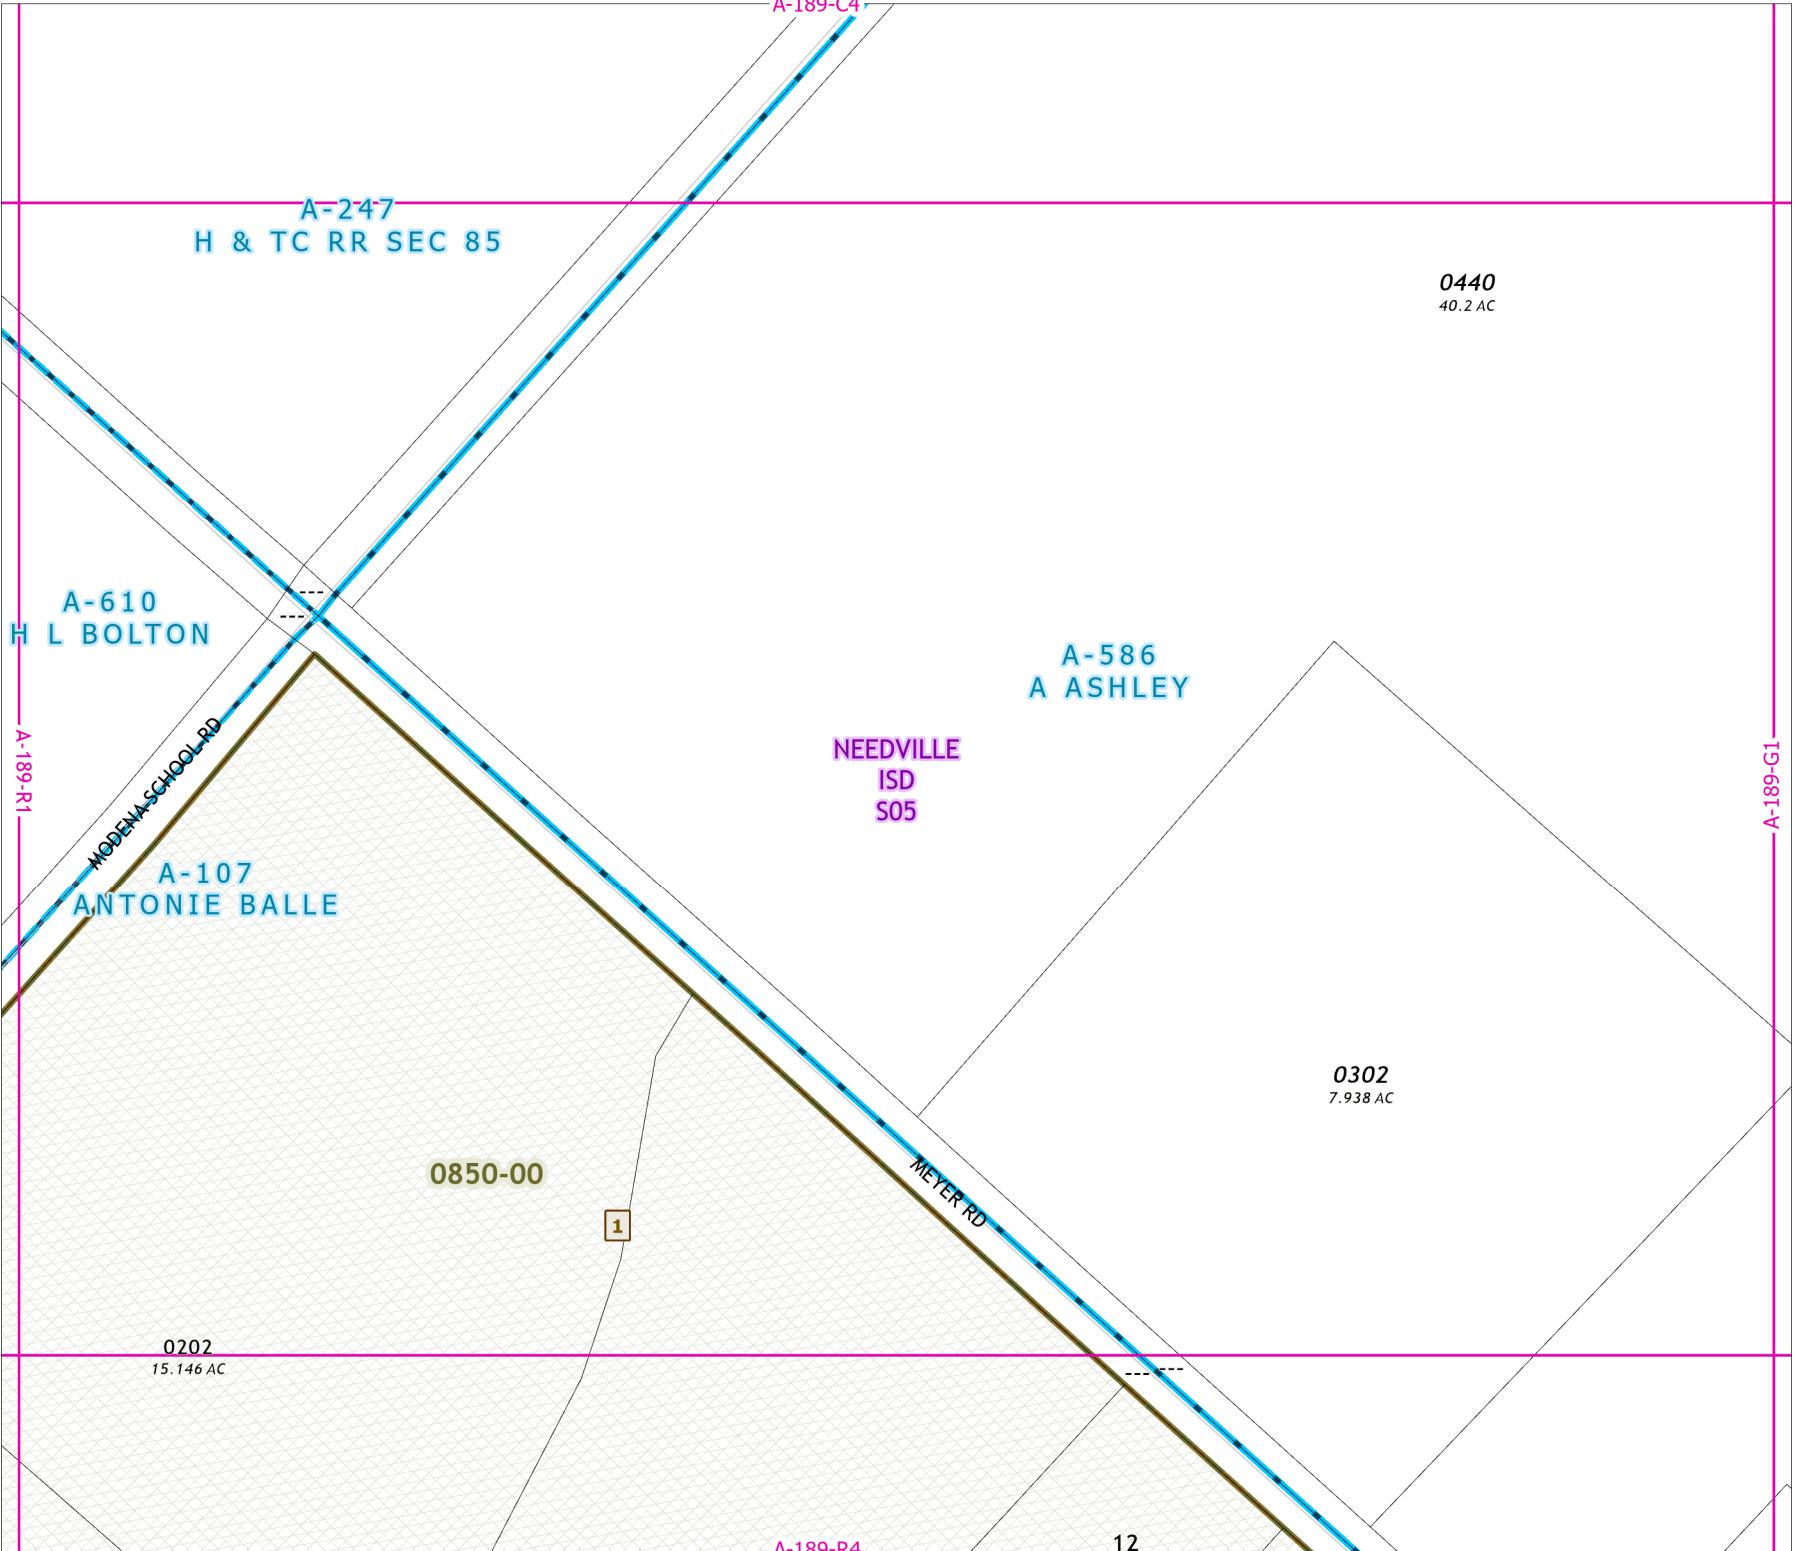 A-189-C4
A-247
H & TC RR SEC 85
0440
40.2 AC
A-610
H L BOLTON
A-586
A ASHLEY
NEEDVILLE
ISD
S05
A-189-R1
A-189-G1
MODENA SCHOOL RD
A-107
ANTONIE BALLE
0302
7.938 AC
MEYER RD
0850-00
1
0202
15.146 AC
12
A-189-R4